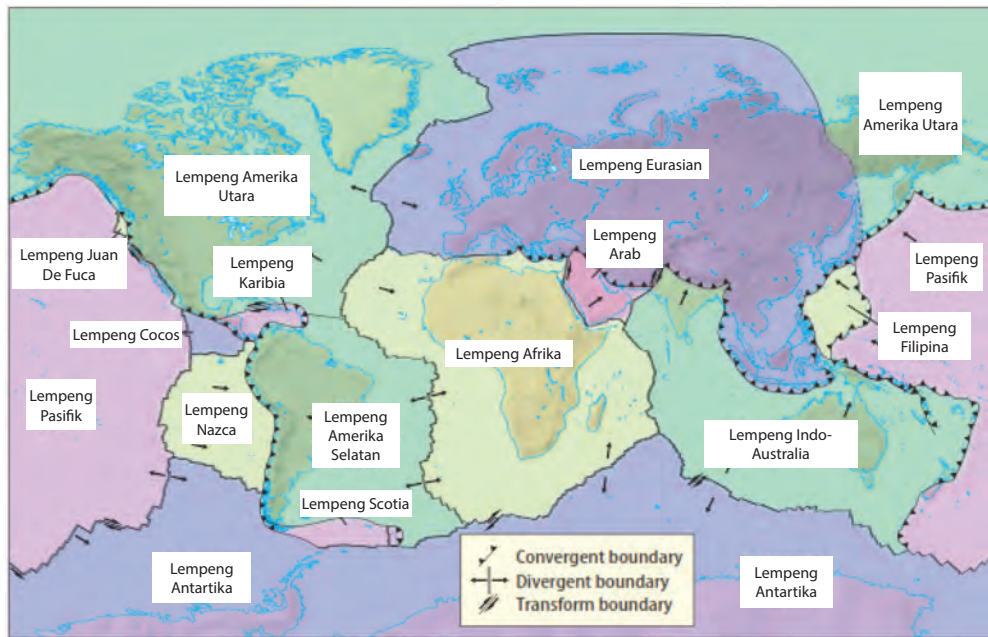 Lempeng
Amerika Utara
Lempeng Eurasian
Lempeng Amerika
Utara
Lempeng Juan
De Fuca
Lempeng
Karibia
Lempeng
Arab
Lempeng
Pasifik
Lempeng Cocos
Lempeng Afrika
Lempeng
Filipina
Lempeng
Pasifik
Lempeng
Nazca
Lempeng
Amerika
Selatan
Lempeng Indo-
Australia
Lempeng Scotia
Lempeng
Antartika
Convergent boundary
Divergent boundary
Transform boundary
Lempeng
Antartika